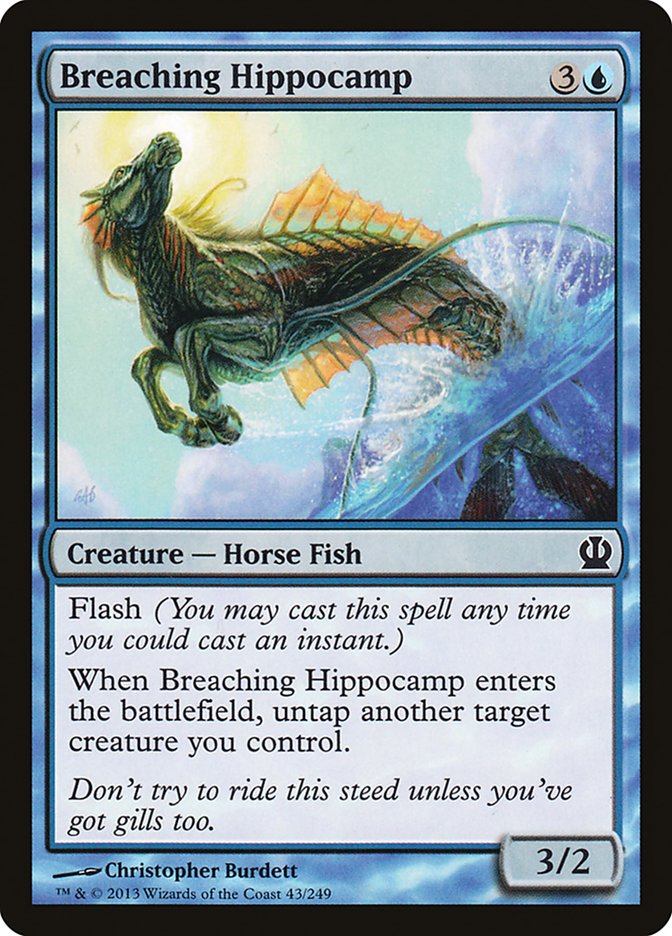 Breaching Hippocamp 3
GAB
Creature — Horse Fish
Flash (You may cast this spell any time
you could cast an instant.)
When Breaching Hippocamp enters
the battlefield, untap another target
creature you control.
Don't try to ride this steed unless you've
got gills too.
3/2
Christopher Burdett
™ & © 2013 Wizards of the Coast 43/249